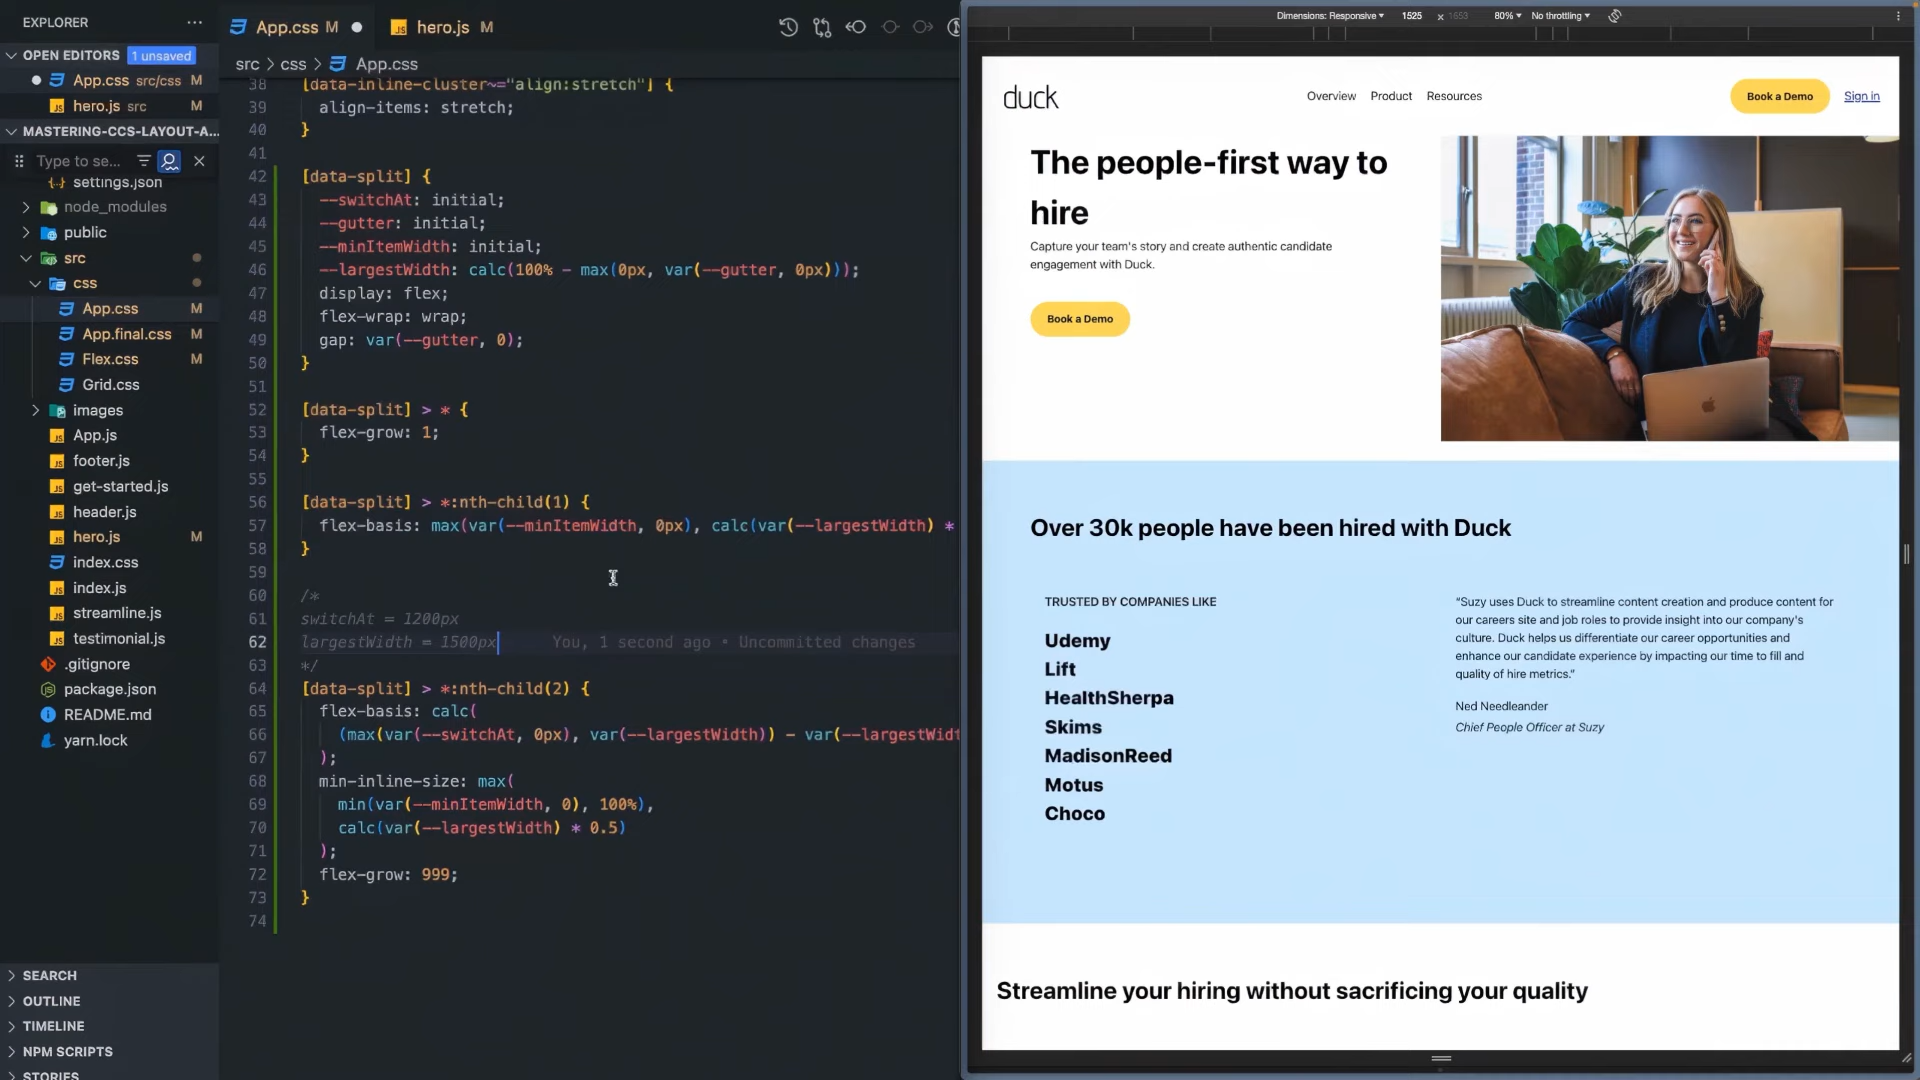 EXPLORER
OPEN EDITORS 1 unsaved
App.css src/css M
hero.js src M
MASTERING-CCS-LAYOUT-A...
Type to se...
settings.json
node_modules
public
src
css
App.css M
App.final.css M
Flex.css M
Grid.css
images
App.js
footer.js
get-started.js
header.js
hero.js M
index.css
index.js
streamline.js
testimonial.js
.gitignore
package.json
README.md
yarn.lock
SEARCH
OUTLINE
TIMELINE
NPM SCRIPTS
STORIES
App.css M
hero.js M
src > css > App.css
38 [data-inline-cluster~="align:stretch"] {
39 align-items: stretch;
40 }
41
42 [data-split] {
43 --switchAt: initial;
44 --gutter: initial;
45 --minItemWidth: initial;
46 --largestWidth: calc(100% - max(0px, var(--gutter, 0px)));
47 display: flex;
48 flex-wrap: wrap;
49 gap: var(--gutter, 0);
50 }
51
52 [data-split] > * {
53 flex-grow: 1;
54 }
55
56 [data-split] > *:nth-child(1) {
57 flex-basis: max(var(--minItemWidth, 0px), calc(var(--largestWidth) *
58 }
59
60 /*
61 switchAt = 1200px
62 largestWidth = 1500px You, 1 second ago • Uncommitted changes
63 */
64 [data-split] > *:nth-child(2) {
65 flex-basis: calc(
66 (max(var(--switchAt, 0px), var(--largestWidth)) - var(--largestWidt
67 );
68 min-inline-size: max(
69 min(var(--minItemWidth, 0), 100%),
70 calc(var(--largestWidth) * 0.5)
71 );
72 flex-grow: 999;
73 }
74
Dimensions: Responsive 1525 x 1653 80% No throttling
duck
Overview Product Resources
Book a Demo Sign in
The people-first way to
hire
Capture your team's story and create authentic candidate
engagement with Duck.
Book a Demo
Over 30k people have been hired with Duck
TRUSTED BY COMPANIES LIKE
Udemy
Lift
HealthSherpa
Skims
MadisonReed
Motus
Choco
“Suzy uses Duck to streamline content creation and produce content for
our careers site and job roles to provide insight into our company's
culture. Duck helps us differentiate our career opportunities and
enhance our candidate experience by impacting our time to fill and
quality of hire metrics.”
Ned Needleander
Chief People Officer at Suzy
Streamline your hiring without sacrificing your quality